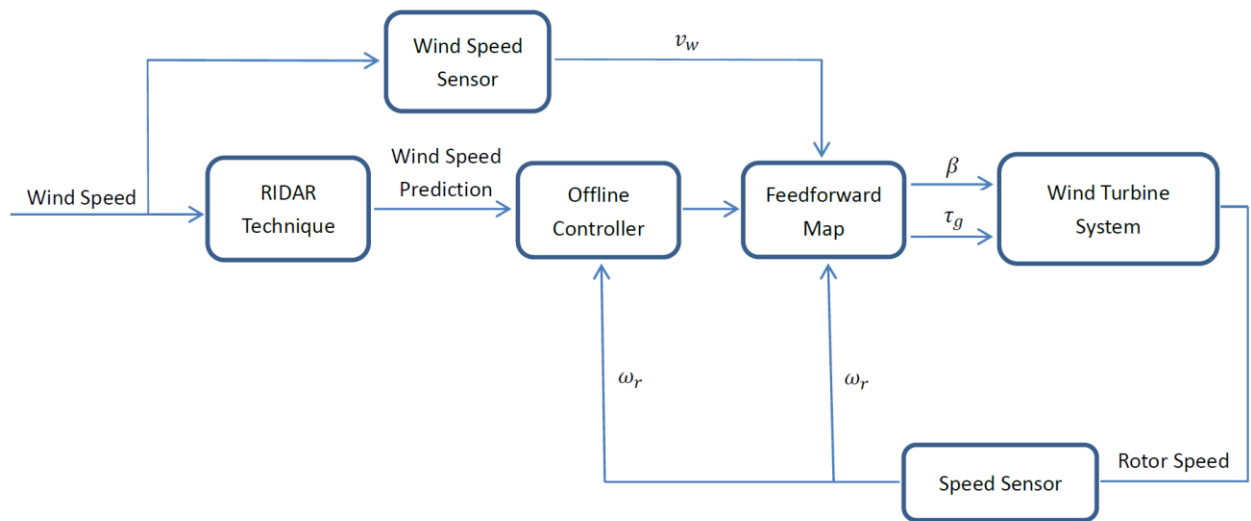 Wind Speed
Sensor
v_w
Wind Speed
RIDAR
Technique
Wind Speed
Prediction
Offline
Controller
Feedforward
Map
β
τ_g
Wind Turbine
System
ω_r
ω_r
Speed Sensor
Rotor Speed